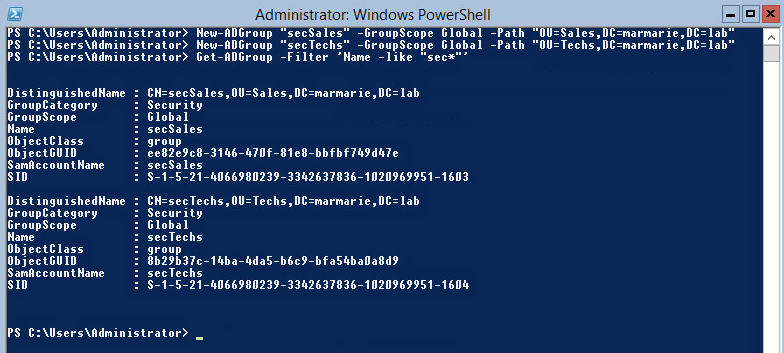 Administrator: Windows PowerShell
PS C:\Users\Administrator> New-ADGroup "secSales" -GroupScope Global -Path "OU=Sales,DC=marmarie,DC=lab"
PS C:\Users\Administrator> New-ADGroup "secTechs" -GroupScope Global -Path "OU=Techs,DC=marmarie,DC=lab"
PS C:\Users\Administrator> Get-ADGroup -Filter 'Name -like "sec*"'
DistinguishedName : CN=secSales,OU=Sales,DC=marmarie,DC=lab
GroupCategory     : Security
GroupScope        : Global
Name              : secSales
ObjectClass       : group
ObjectGUID        : ee82e9c8-3146-470f-81e8-bbfbf749d47e
SamAccountName    : secSales
SID               : S-1-5-21-4066980239-3342637836-1020969951-1603
DistinguishedName : CN=secTechs,OU=Techs,DC=marmarie,DC=lab
GroupCategory     : Security
GroupScope        : Global
Name              : secTechs
ObjectClass       : group
ObjectGUID        : 8b29b37c-14ba-4da5-b6c9-bfa54ba0a8d9
SamAccountName    : secTechs
SID               : S-1-5-21-4066980239-3342637836-1020969951-1604
PS C:\Users\Administrator> _